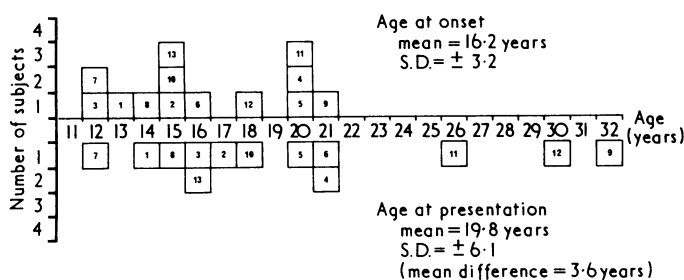 Age at onset
mean = 16·2 years
S.D. = ± 3·2
Number of subjects
4
3 13 11
2 7 10 4
1 3 1 8 2 6 12 5 9
11 12 13 14 15 16 17 18 19 20 21 22 23 24 25 26 27 28 29 30 31 32 Age
(years)
1 7 1 8 3 2 10 5 6 11 12 9
2 13 4
3
4
Age at presentation
mean = 19·8 years
S.D. = ± 6·1
(mean difference = 3·6 years)